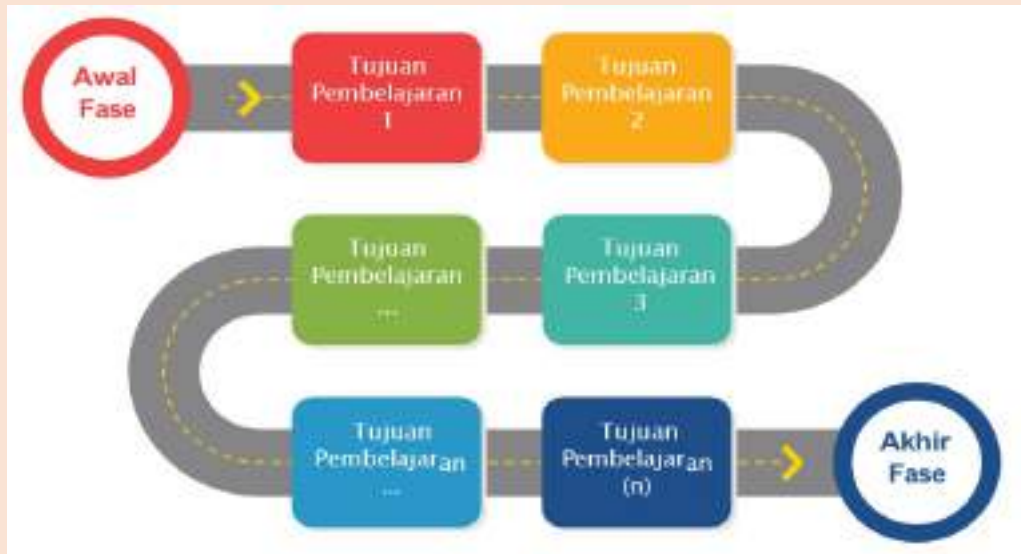 Awal
Fase
Tujuan
Pembelajaran
1
Tujuan
Pembelajaran
2
Tujuan
Pembelajaran
3
Tujuan
Pembelajaran
...
Tujuan
Pembelajaran
...
Tujuan
Pembelajaran
(n)
Akhir
Fase